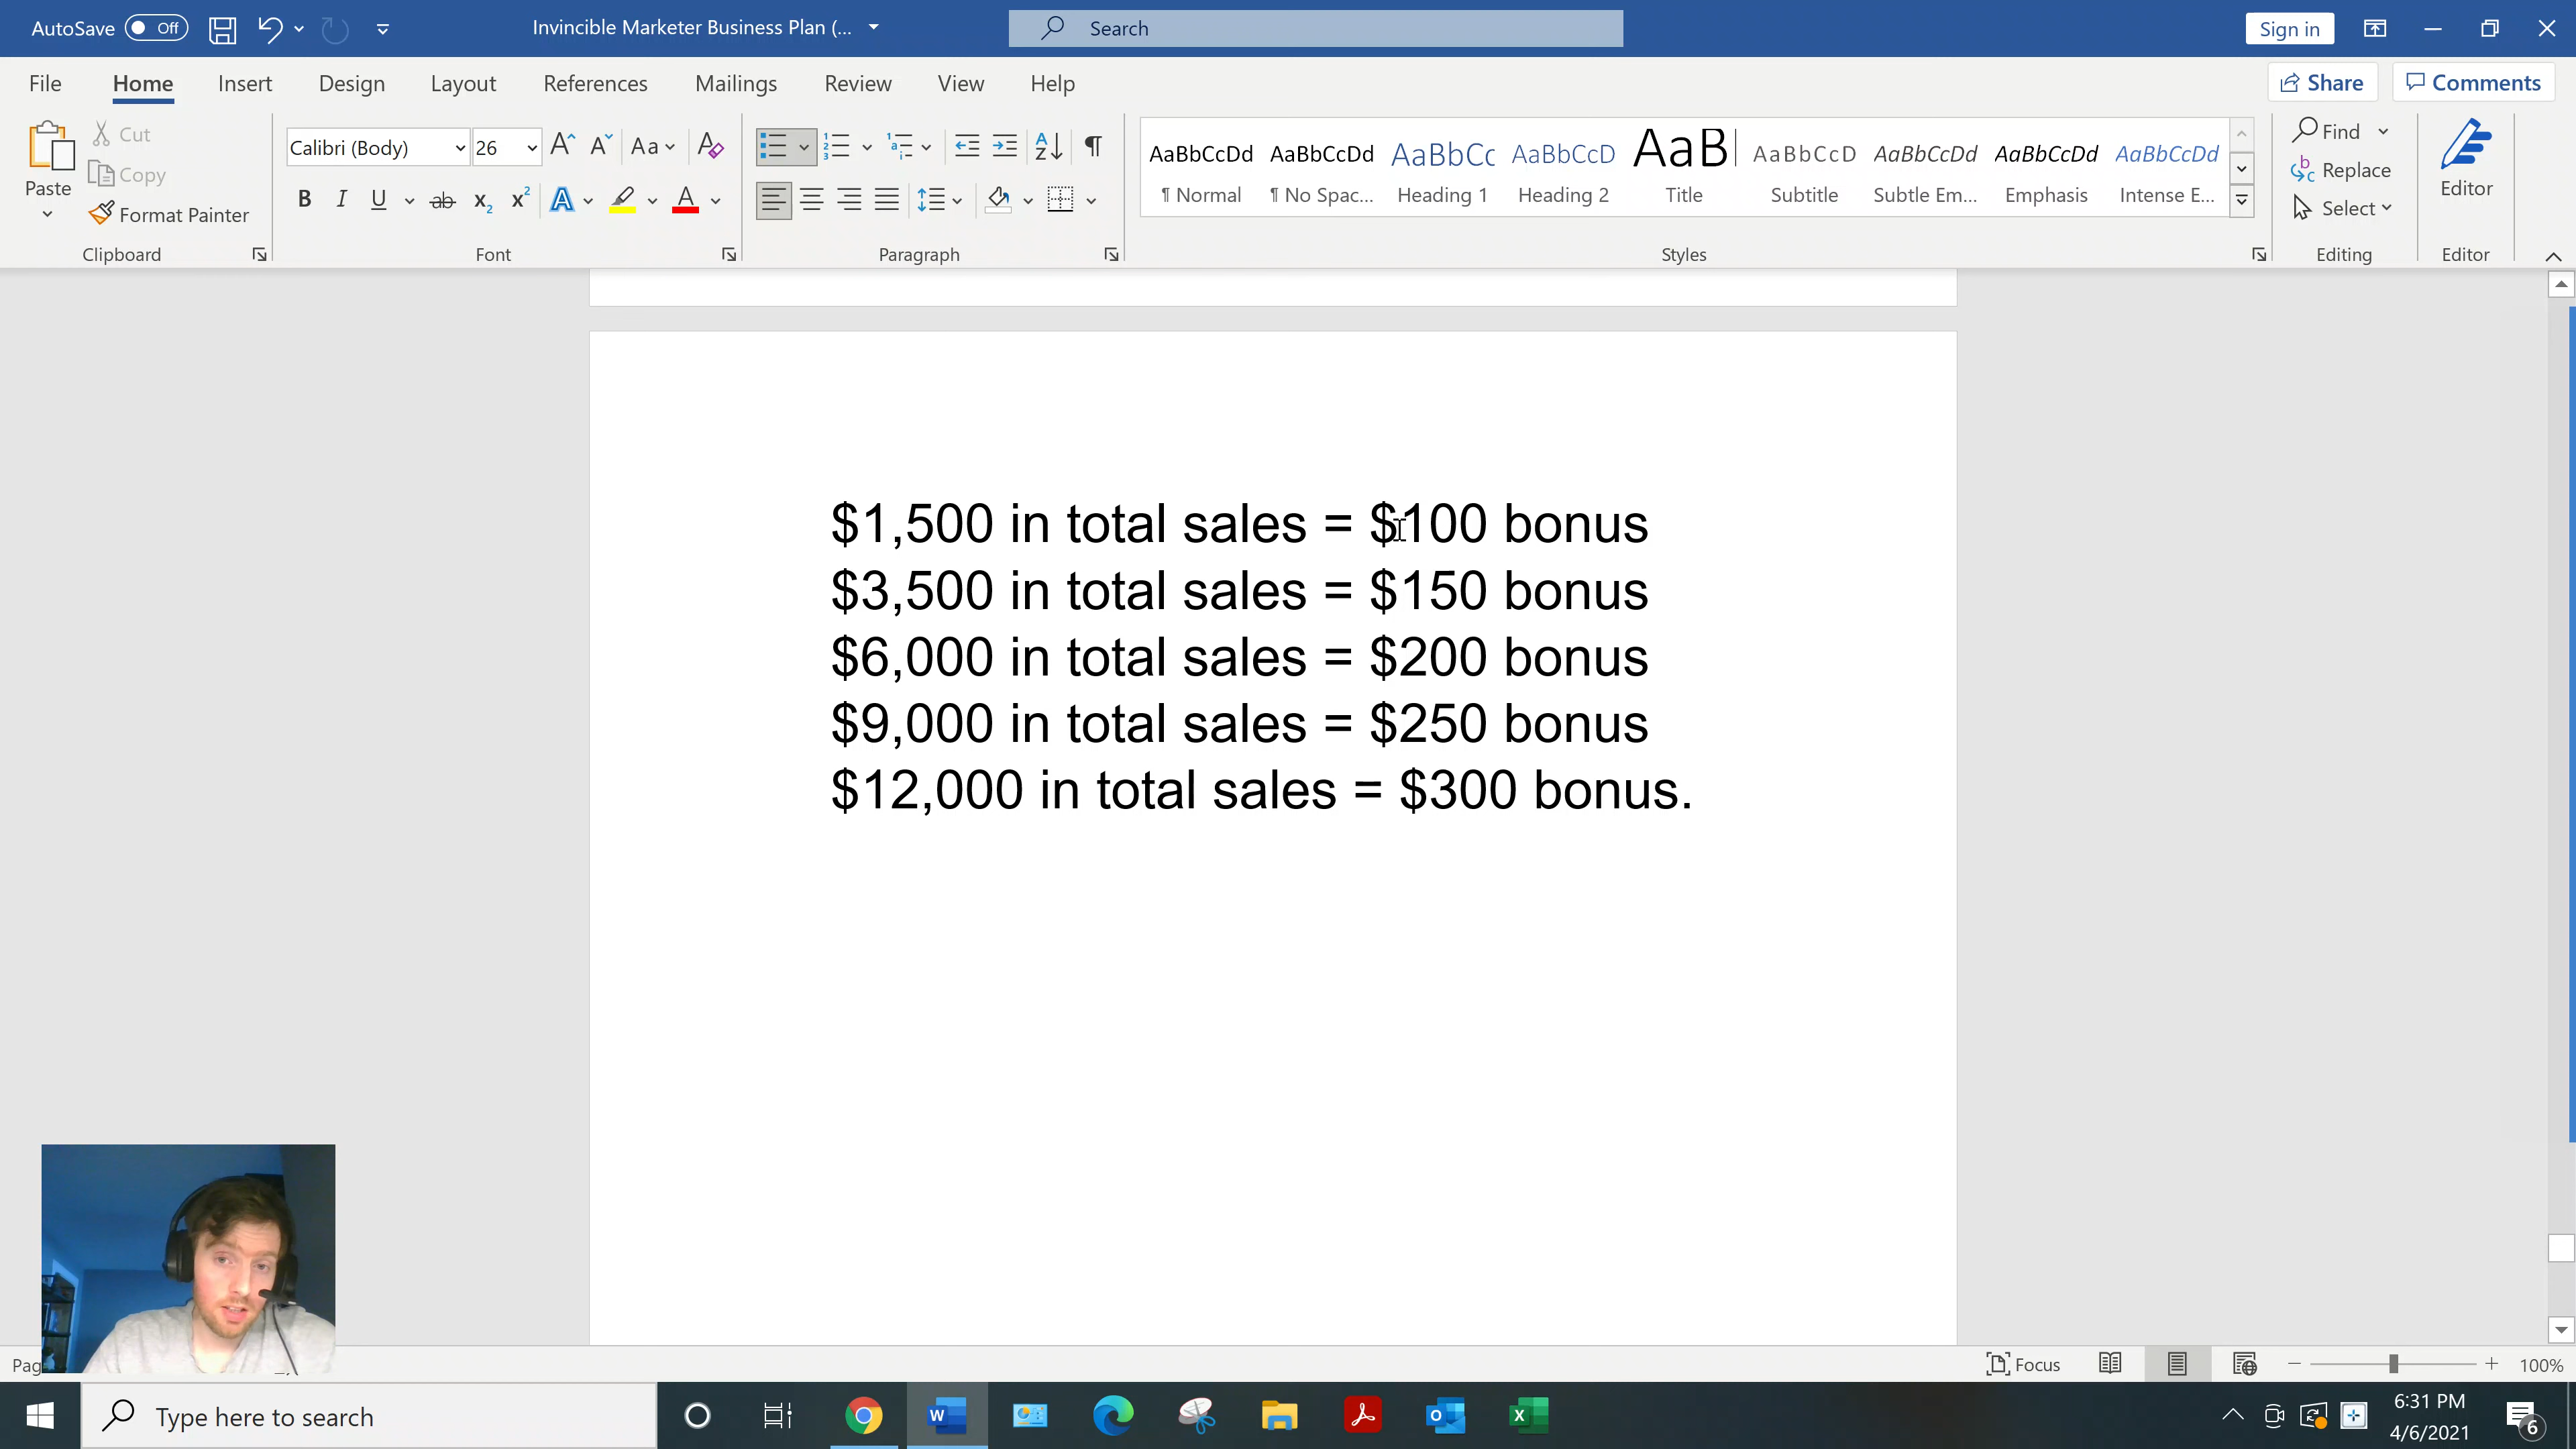 AutoSave Off
Invincible Marketer Business Plan (...
Search
Sign in
File Home Insert Design Layout References Mailings Review View Help
Share Comments
Paste
Cut
Copy
Format Painter
Clipboard
Calibri (Body) 26
Font
Paragraph
AaBbCcDd AaBbCcDd AaBbCc AaBbCcD AaB AaBbCcD AaBbCcDd AaBbCcDd AaBbCcDd
¶ Normal ¶ No Spac... Heading 1 Heading 2 Title Subtitle Subtle Em... Emphasis Intense E...
Styles
Find
Replace
Select
Editing
Editor
Editor
$1,500 in total sales = $100 bonus
$3,500 in total sales = $150 bonus
$6,000 in total sales = $200 bonus
$9,000 in total sales = $250 bonus
$12,000 in total sales = $300 bonus.
Focus
100%
Type here to search
6:31 PM
4/6/2021
6